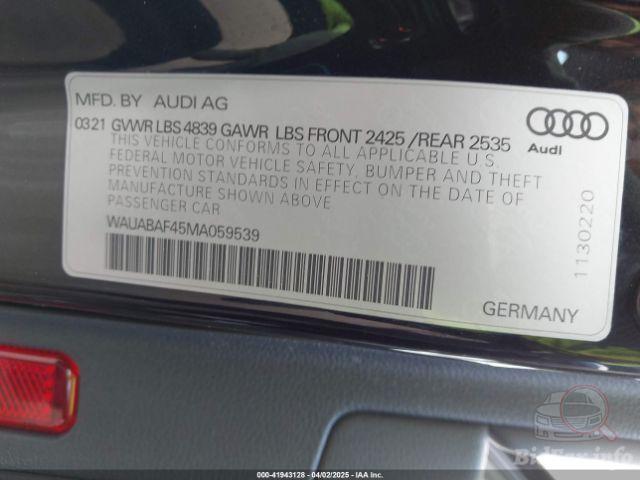 MFD. BY AUDI AG
0321 GVWR LBS 4839 GAWR LBS FRONT 2425 /REAR 2535
THIS VEHICLE CONFORMS TO ALL APPLICABLE U.S.
FEDERAL MOTOR VEHICLE SAFETY, BUMPER AND THEFT
PREVENTION STANDARDS IN EFFECT ON THE DATE OF
MANUFACTURE SHOWN ABOVE
PASSENGER CAR
WAUABAF45MA059539
Audi
1130220
GERMANY
BidFax.info
000-41943128 - 04/02/2025 - IAA Inc.